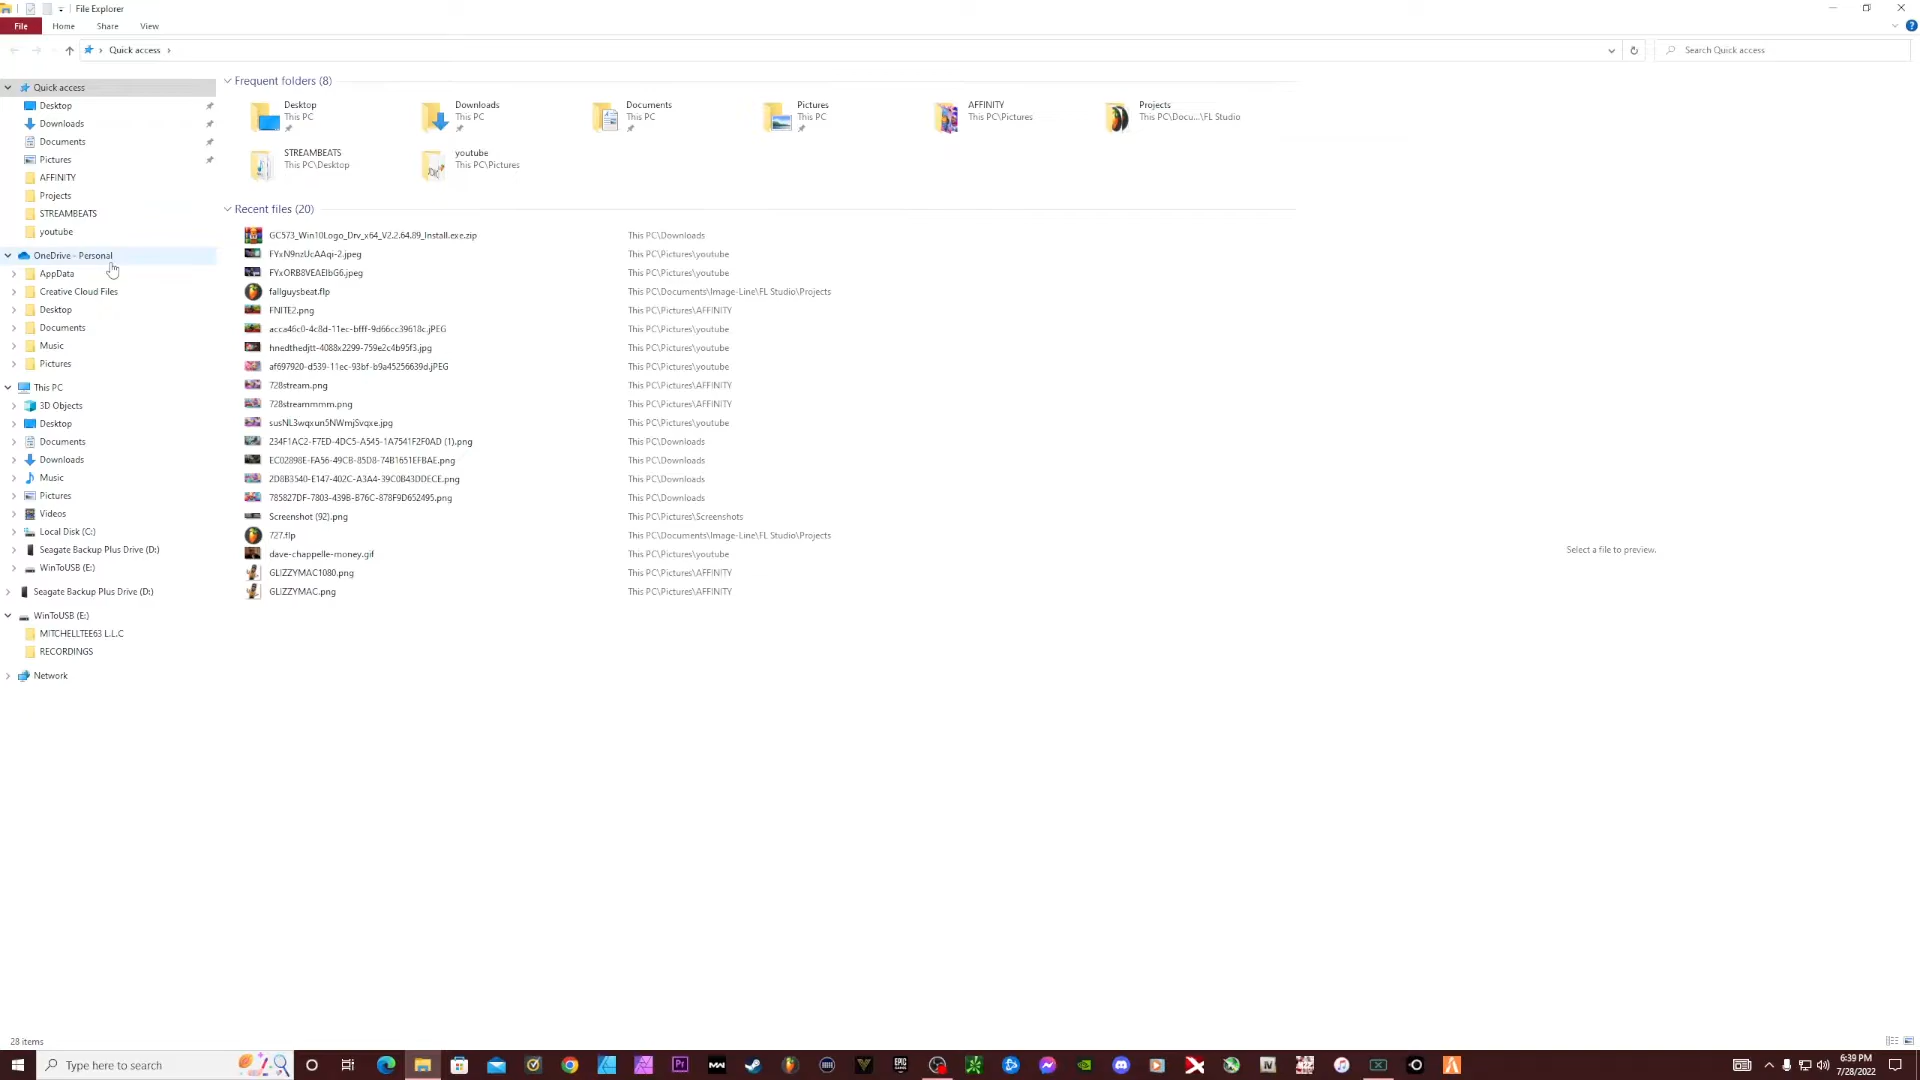 File Explorer
File Home Share View
Quick access
Search Quick access
Quick access
Desktop
Downloads
Documents
Pictures
AFFINITY
Projects
STREAMBEATS
youtube
OneDrive - Personal
AppData
Creative Cloud Files
Desktop
Documents
Music
Pictures
This PC
3D Objects
Desktop
Documents
Downloads
Music
Pictures
Videos
Local Disk (C:)
Seagate Backup Plus Drive (D:)
WinToUSB (E:)
Seagate Backup Plus Drive (D:)
WinToUSB (E:)
MITCHELLTEE63 L.L.C
RECORDINGS
Network
Frequent folders (8)
Desktop
This PC
Downloads
This PC
Documents
This PC
Pictures
This PC
AFFINITY
This PC\Pictures
Projects
This PC\Docu...\FL Studio
STREAMBEATS
This PC\Desktop
youtube
This PC\Pictures
Recent files (20)
GC573_Win10Logo_Drv_x64_V2.2.64.89_Install.exe.zip This PC\Downloads
FYxN9nzUcAAqi-2.jpeg This PC\Pictures\youtube
FYxORB8VEAEIbG6.jpeg This PC\Pictures\youtube
fallguysbeat.flp This PC\Documents\Image-Line\FL Studio\Projects
FNITE2.png This PC\Pictures\AFFINITY
acca46c0-4c8d-11ec-bfff-9d66cc39618c.jPEG This PC\Pictures\youtube
hnedthedjtt-4088x2299-759e2c4b95f3.jpg This PC\Pictures\youtube
af697920-d539-11ec-93bf-b9a45256639d.jPEG This PC\Pictures\youtube
728stream.png This PC\Pictures\AFFINITY
728streammmm.png This PC\Pictures\AFFINITY
susNL3wqxun5NWmjSvqxe.jpg This PC\Pictures\youtube
234F1AC2-F7ED-4DC5-A545-1A7541F2F0AD (1).png This PC\Downloads
EC02898E-FA56-49CB-85D8-74B1651EFBAE.png This PC\Downloads
2D8B3540-E147-402C-A3A4-39C0B43DDECE.png This PC\Downloads
785827DF-7803-439B-B76C-878F9D652495.png This PC\Downloads
Screenshot (92).png This PC\Pictures\Screenshots
727.flp This PC\Documents\Image-Line\FL Studio\Projects
dave-chappelle-money.gif This PC\Pictures\youtube
GLIZZYMAC1080.png This PC\Pictures\AFFINITY
GLIZZYMAC.png This PC\Pictures\AFFINITY
Select a file to preview.
28 items
Type here to search
6:39 PM
7/28/2022